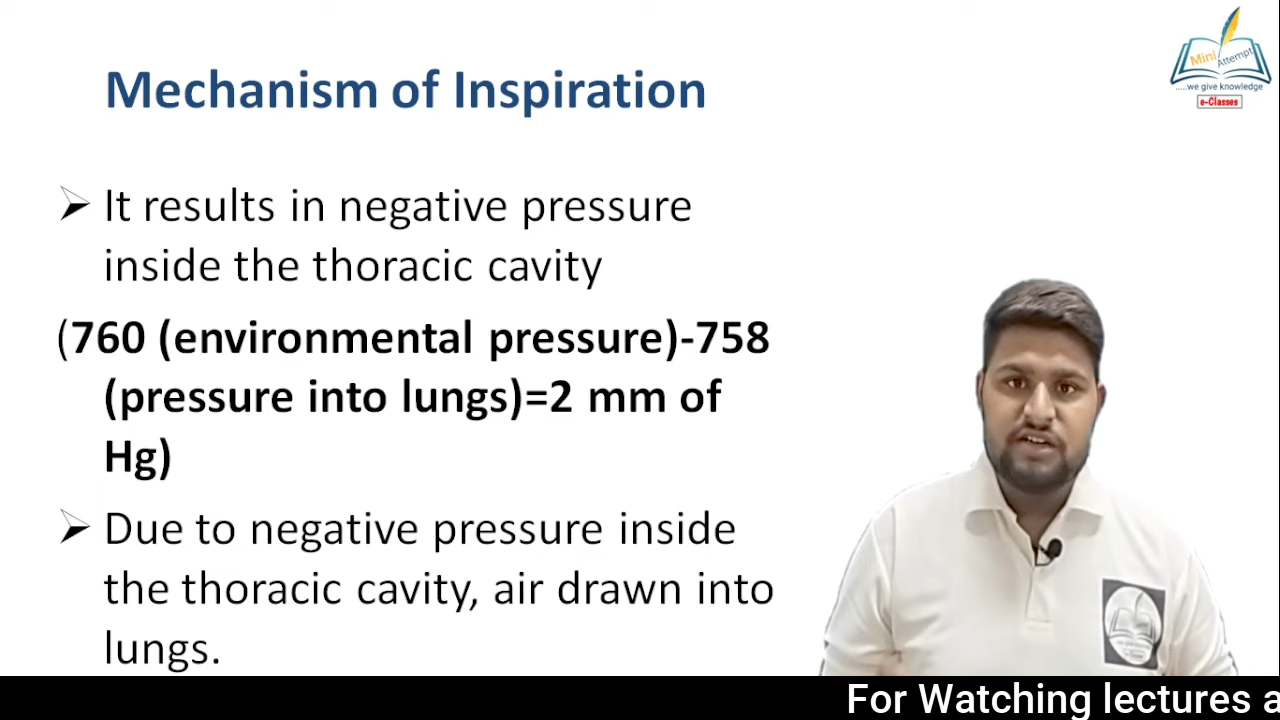 Mini Attempt
.....we give knowledge
e-Classes
Mechanism of Inspiration
➢ It results in negative pressure
inside the thoracic cavity
(760 (environmental pressure)-758
(pressure into lungs)=2 mm of
Hg)
➢ Due to negative pressure inside
the thoracic cavity, air drawn into
lungs.
For Watching lectures a